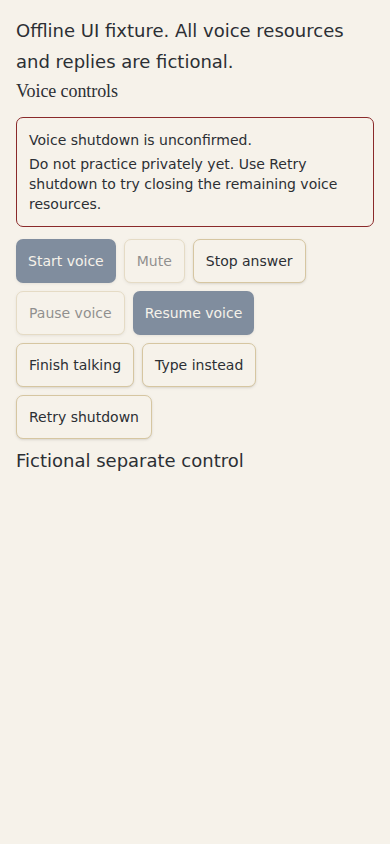 Offline UI fixture. All voice resources
and replies are fictional.
Voice controls
Voice shutdown is unconfirmed.
Do not practice privately yet. Use Retry
shutdown to try closing the remaining voice
resources.
Start voice
Mute
Stop answer
Pause voice
Resume voice
Finish talking
Type instead
Retry shutdown
Fictional separate control